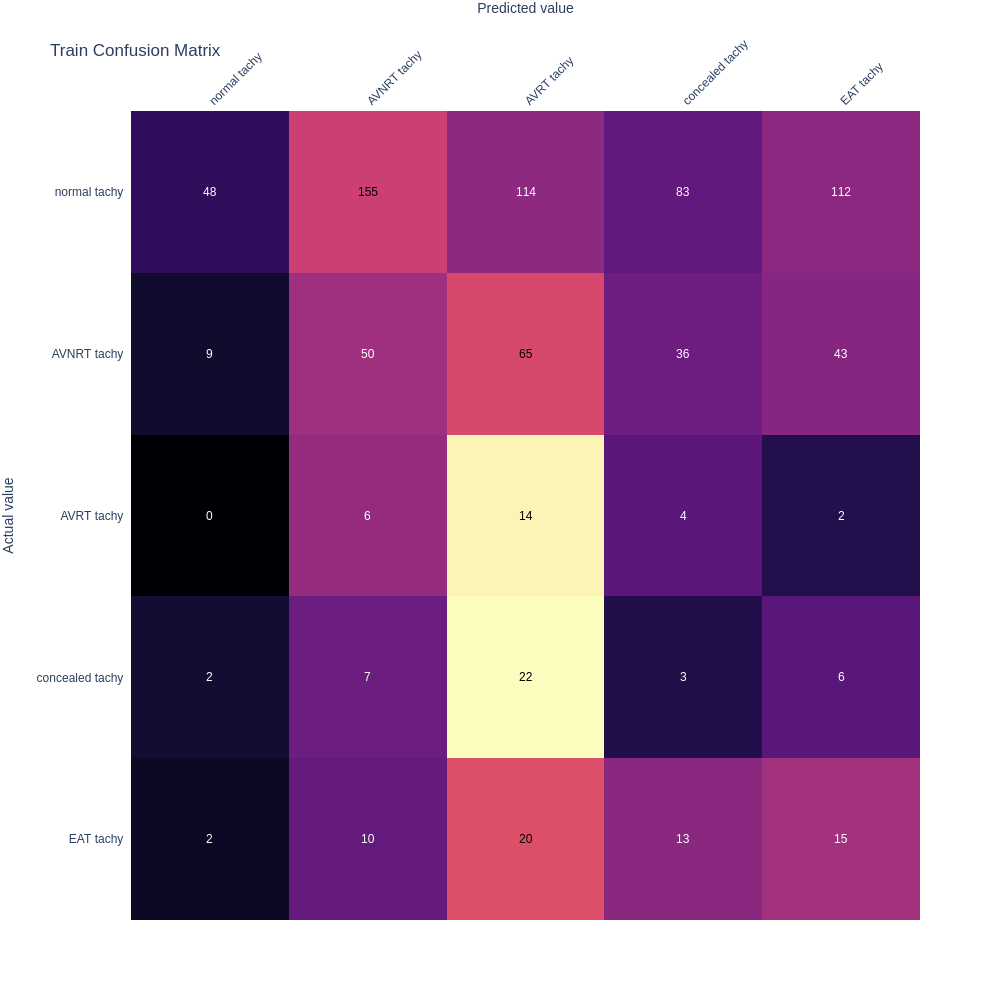 Predicted value
Train Confusion Matrix
normal tachy
AVNRT tachy
AVRT tachy
concealed tachy
EAT tachy
Actual value
normal tachy 48 155 114 83 112
AVNRT tachy 9 50 65 36 43
AVRT tachy 0 6 14 4 2
concealed tachy 2 7 22 3 6
EAT tachy 2 10 20 13 15